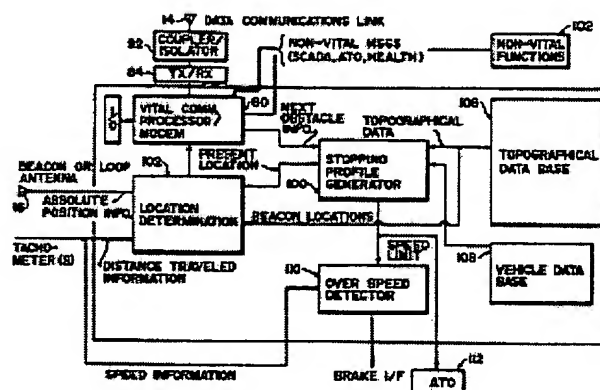 14
DATA COMMUNICATIONS LINK
COUPLER/
ISOLATOR
TX/RX
84
NON-VITAL MSGS
(SCADA, ATO, HEALTH)
102
NON-VITAL
FUNCTIONS
VITAL COMM.
PROCESSOR/
MODEM
NEXT
OBSTACLE
INFO.
TOPOGRAPHICAL
DATA
106
TOPOGRAPHICAL
DATA BASE
BEACON OR LOOP
ANTENNA
102
PRESENT
LOCATION
100
STOPPING
PROFILE
GENERATOR
ABSOLUTE
POSITION INFO.
LOCATION
DETERMINATION
BEACON LOCATIONS
TACHO-
METER(S)
DISTANCE TRAVELED
INFORMATION
SPEED
LIMIT
110
OVER SPEED
DETECTOR
108
VEHICLE DATA
BASE
SPEED INFORMATION
BRAKE I/F
112
ATO